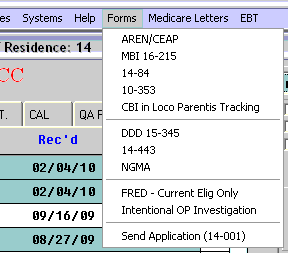 es Systems Help Forms Medicare Letters EBT
Residence: 14
CC
T. CAL QA F
Rec'd
02/04/10
02/04/10
09/16/09
08/27/09
AREN/CEAP
MBI 16-215
14-84
10-353
CBI in Loco Parentis Tracking
DDD 15-345
14-443
NGMA
FRED - Current Elig Only
Intentional OP Investigation
Send Application (14-001)